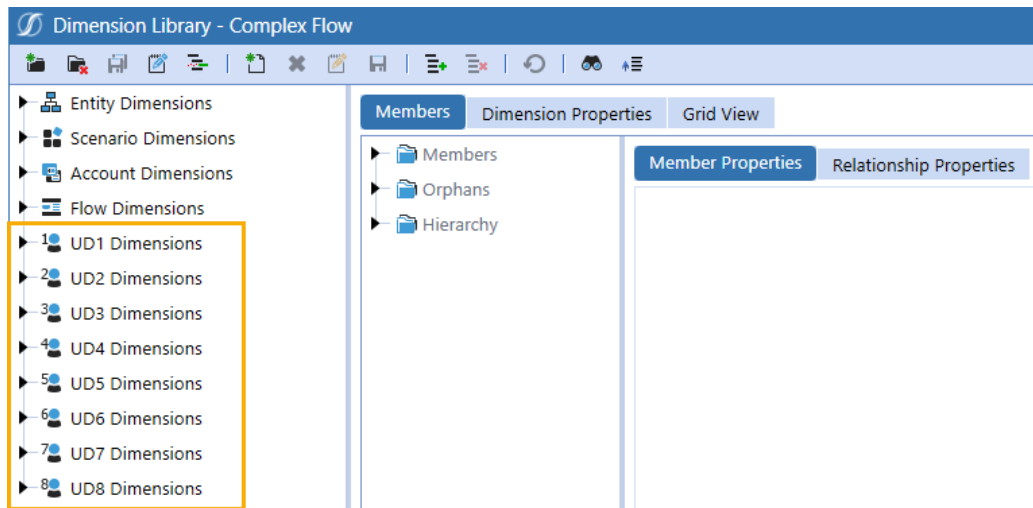 Dimension Library - Complex Flow
Entity Dimensions
Scenario Dimensions
Account Dimensions
Flow Dimensions
1 UD1 Dimensions
2 UD2 Dimensions
3 UD3 Dimensions
4 UD4 Dimensions
5 UD5 Dimensions
6 UD6 Dimensions
7 UD7 Dimensions
8 UD8 Dimensions
Members Dimension Properties Grid View
Members
Orphans
Hierarchy
Member Properties Relationship Properties